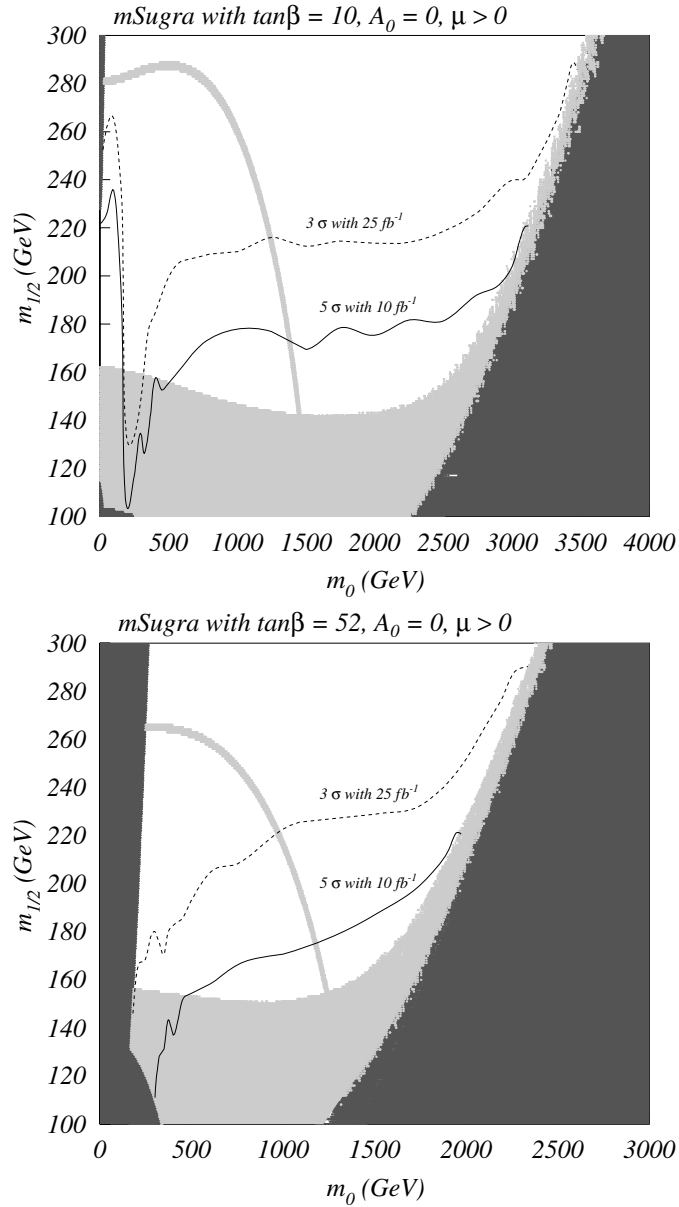 mSugra with tanβ = 10, A₀ = 0, μ > 0
300
280
260
240
220
200
180
160
140
120
100
m₁/₂ (GeV)
3 σ with 25 fb⁻¹
5 σ with 10 fb⁻¹
0 500 1000 1500 2000 2500 3000 3500 4000
m₀ (GeV)
mSugra with tanβ = 52, A₀ = 0, μ > 0
300
280
260
240
220
200
180
160
140
120
100
m₁/₂ (GeV)
3 σ with 25 fb⁻¹
5 σ with 10 fb⁻¹
0 500 1000 1500 2000 2500 3000
m₀ (GeV)